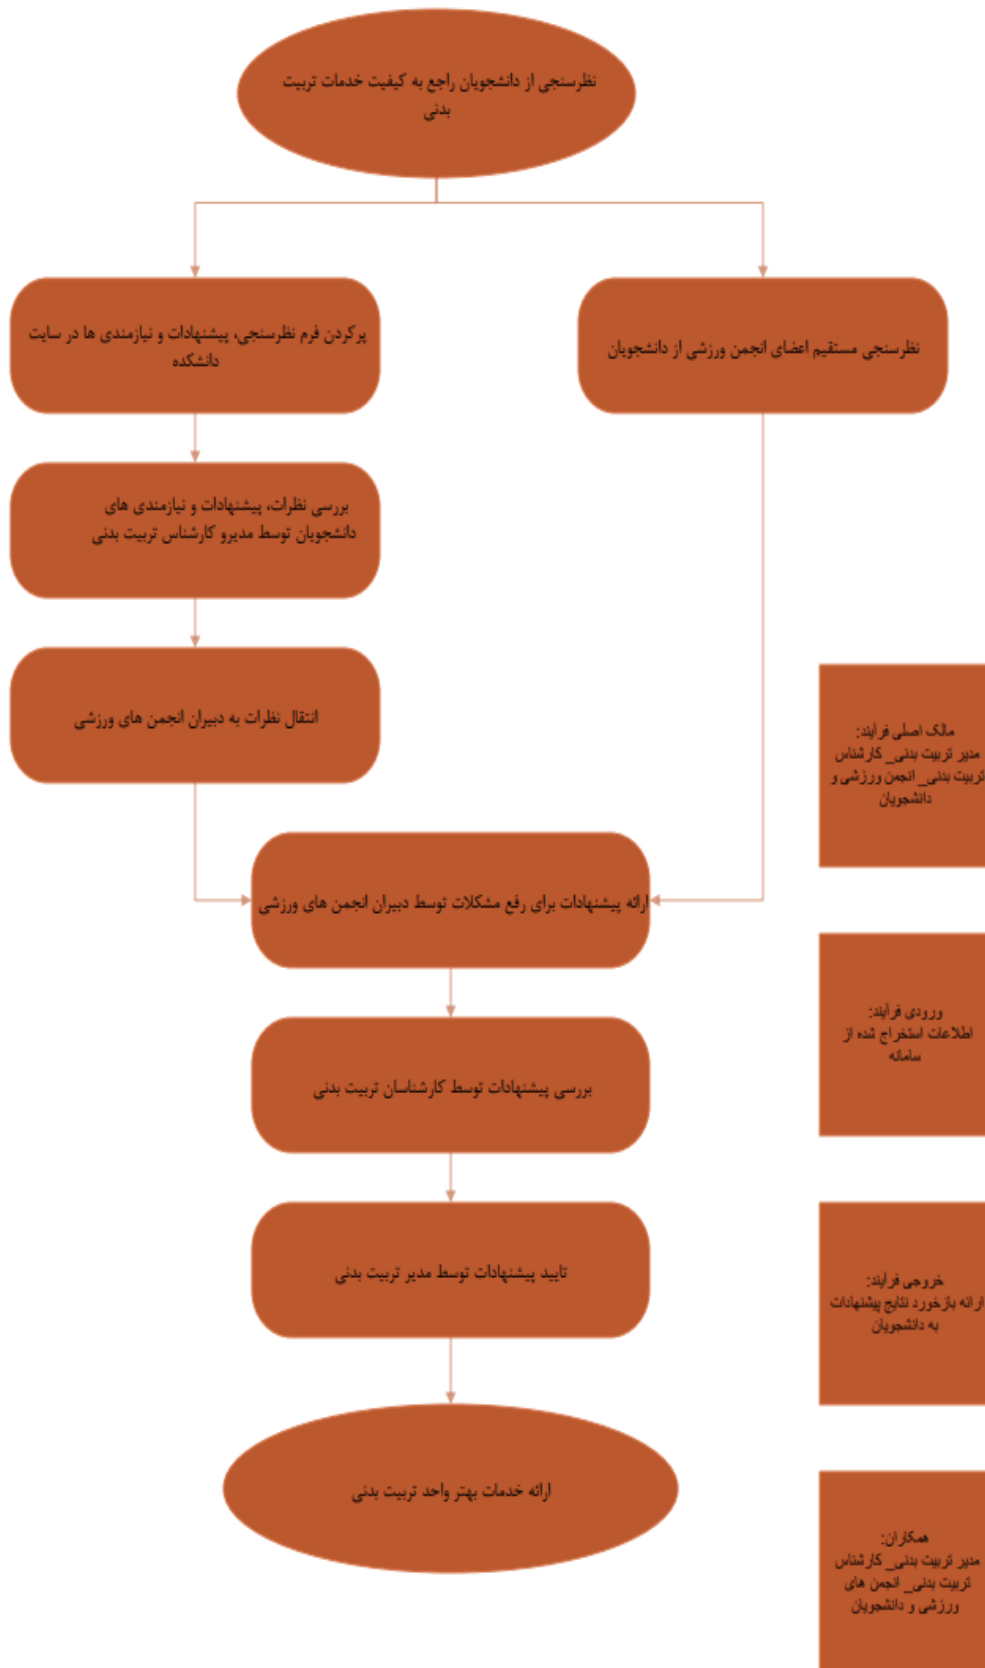 نظرسنجی از دانشجویان راجع به کیفیت خدمات تربیت
بدنی
نظرسنجی مستقیم اعضای انجمن ورزشی از دانشجویان
پرکردن فرم نظرسنجی، پیشنهادات و نیازمندی ها در سایت
دانشکده
بررسی نظرات، پیشنهادات و نیازمندی های
دانشجویان توسط مدیرو کارشناس تربیت بدنی
انتقال نظرات به دبیران انجمن های ورزشی
ارائه پیشنهادات برای رفع مشکلات توسط دبیران انجمن های ورزشی
بررسی پیشنهادات توسط کارشناسان تربیت بدنی
تایید پیشنهادات توسط مدیر تربیت بدنی
ارائه خدمات بهتر واحد تربیت بدنی
مالک اصلی فرآیند:
مدیر تربیت بدنی_ کارشناس
تربیت بدنی_ انجمن ورزشی و
دانشجویان
ورودی فرآیند:
اطلاعات استخراج شده از
سامانه
خروجی فرآیند:
ارائه بازخورد نتایج پیشنهادات
به دانشجویان
همکاران:
مدیر تربیت بدنی_ کارشناس
تربیت بدنی_ انجمن های
ورزشی و دانشجویان